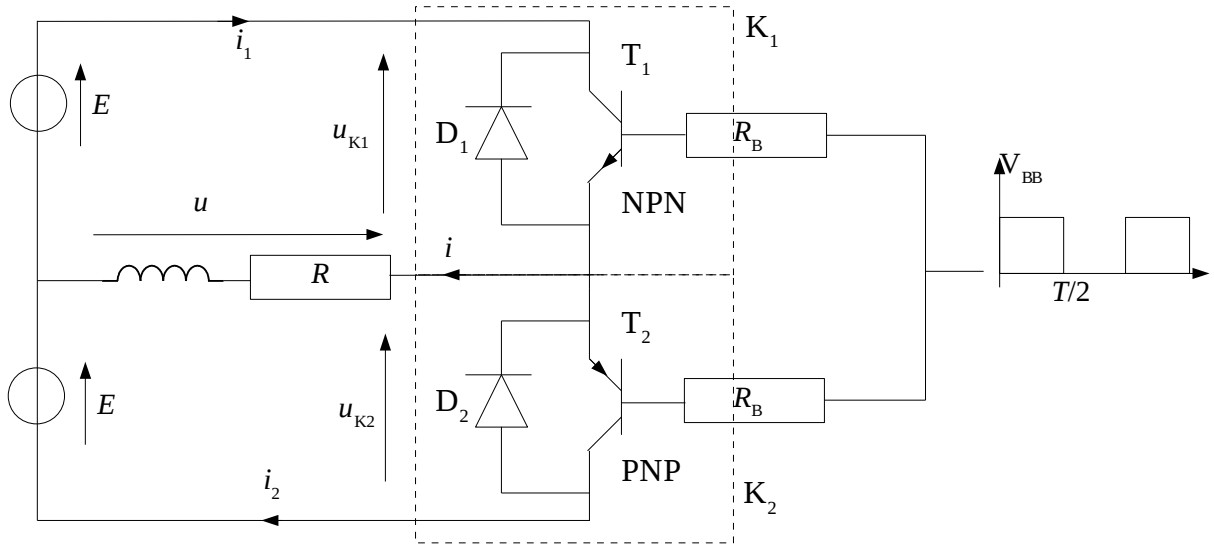 K1
i1
T1
E
uK1
D1
RB
VBB
NPN
u
i
R
T/2
T2
E
uK2
D2
RB
PNP
i2
K2